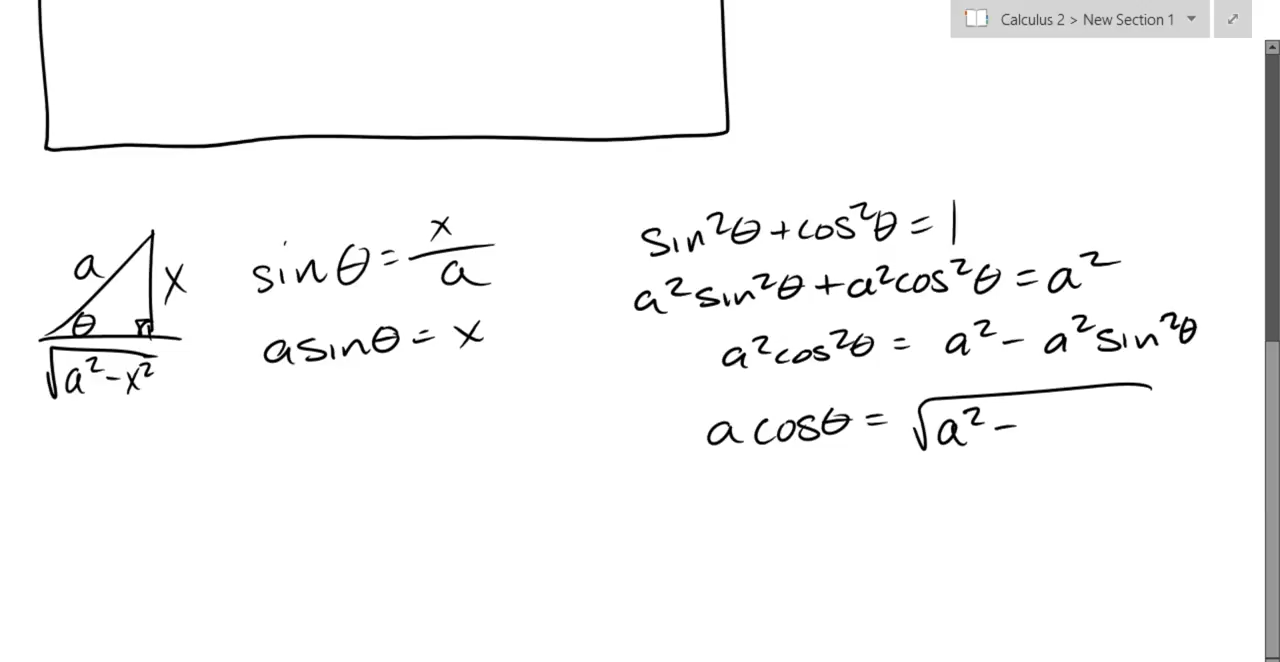 Calculus 2 > New Section 1
a
x
θ
√(a²-x²)
sinθ = x/a
a sinθ = x
sin²θ + cos²θ = 1
a²sin²θ + a²cos²θ = a²
a²cos²θ = a² - a²sin²θ
a cosθ = √(a² -